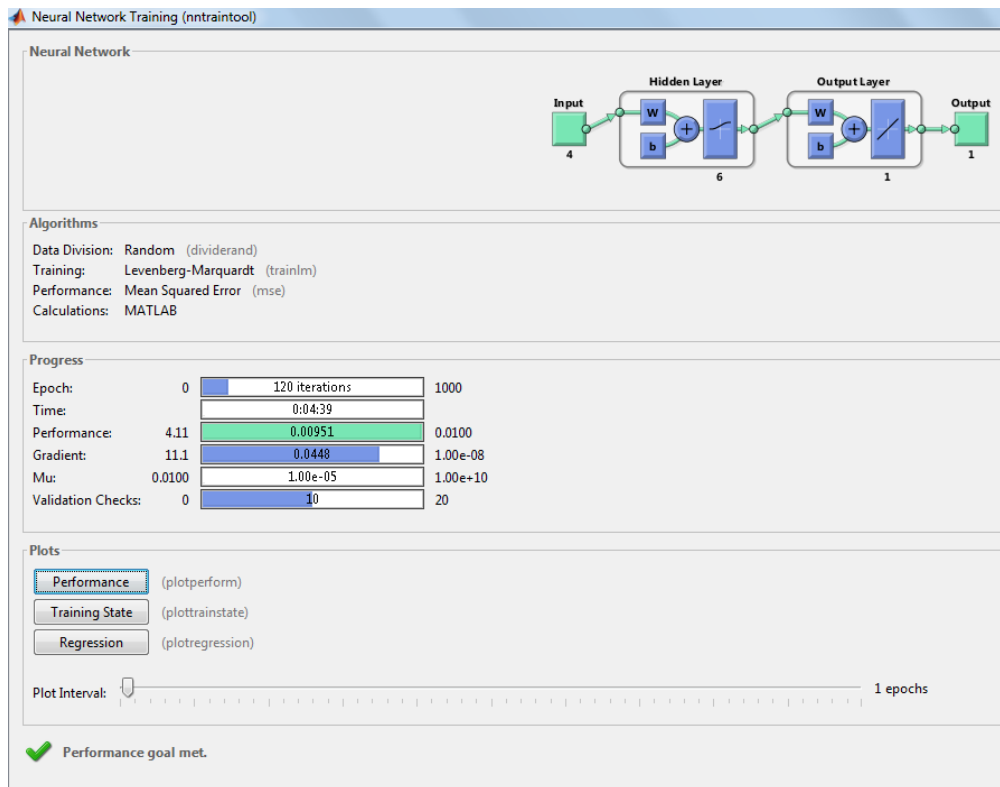 Neural Network Training (nntraintool)
Neural Network
Hidden Layer Output Layer
Input Output
W W
b b
4 1
6 1
Algorithms
Data Division: Random (dividerand)
Training: Levenberg-Marquardt (trainlm)
Performance: Mean Squared Error (mse)
Calculations: MATLAB
Progress
Epoch: 0 120 iterations 1000
Time: 0:04:39
Performance: 4.11 0.00951 0.0100
Gradient: 11.1 0.0448 1.00e-08
Mu: 0.0100 1.00e-05 1.00e+10
Validation Checks: 0 10 20
Plots
Performance (plotperform)
Training State (plottrainstate)
Regression (plotregression)
Plot Interval: 1 epochs
Performance goal met.